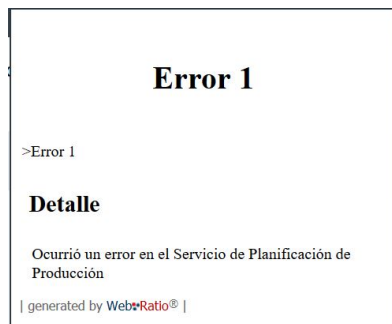 Error 1
>Error 1
Detalle
Ocurrió un error en el Servicio de Planificación de
Producción
| generated by WebRatio® |